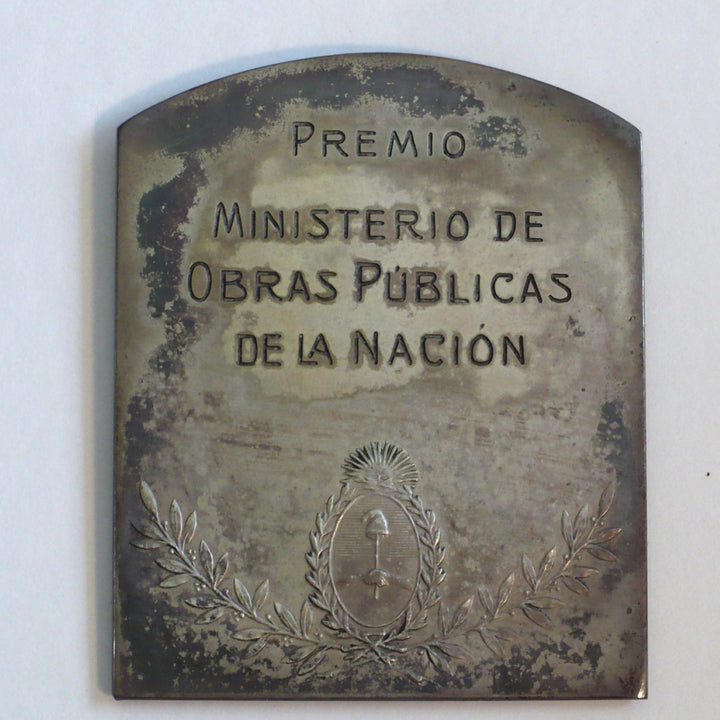 PREMIO
MINISTERIO DE
OBRAS PÚBLICAS
DE LA NACIÓN